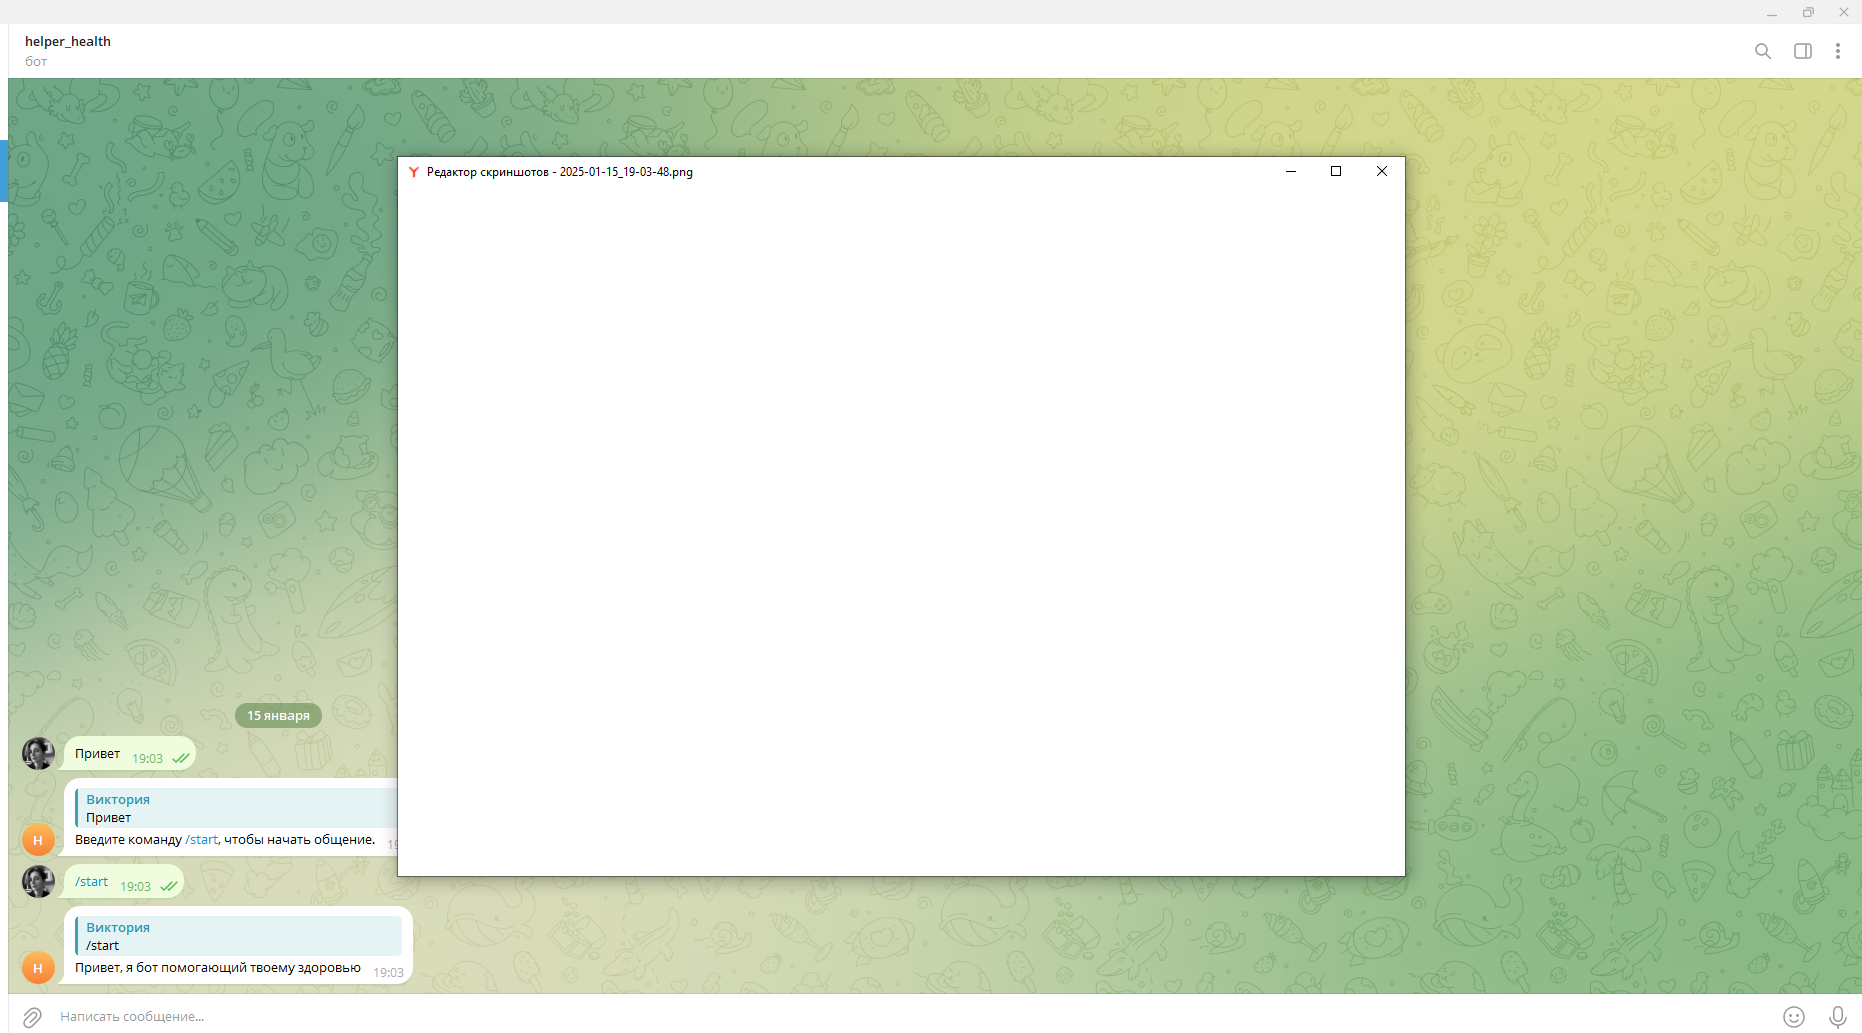 helper_health
бот
Редактор скриншотов - 2025-01-15_19-03-48.png
15 января
Привет 19:03
Виктория
Привет
Введите команду /start, чтобы начать общение.
/start 19:03
Виктория
/start
Привет, я бот помогающий твоему здоровью 19:03
Н
Написать сообщение...